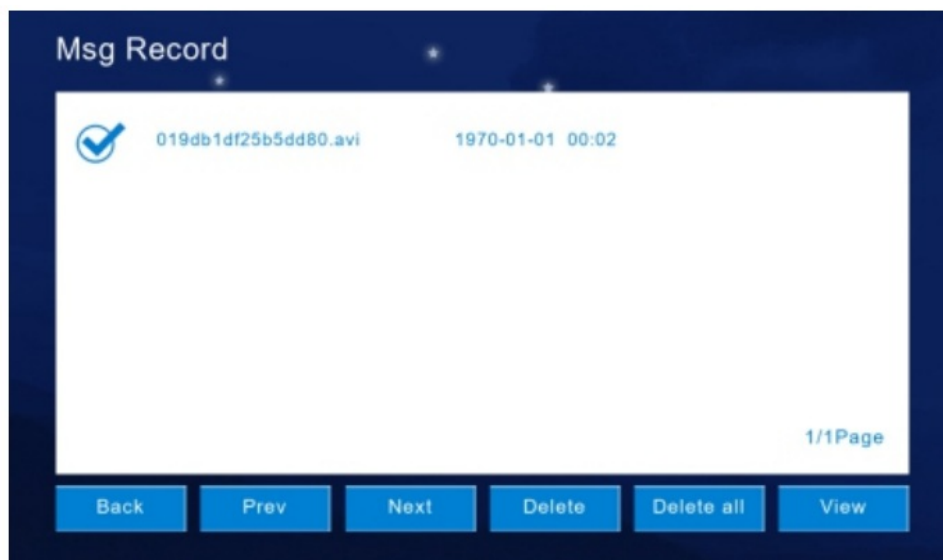 Msg Record
019db1df25b5dd80.avi 1970-01-01 00:02
1/1Page
Back Prev Next Delete Delete all View